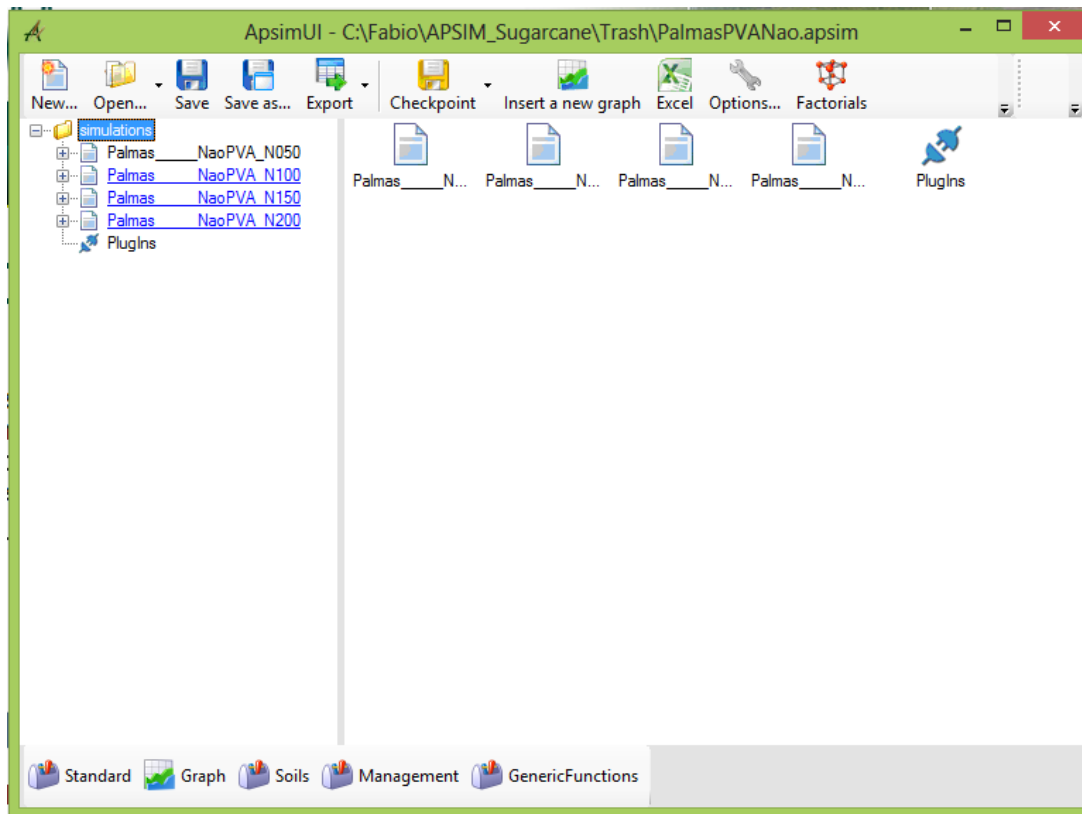 ApsimUI - C:\Fabio\APSIM_Sugarcane\Trash\PalmasPVANao.apsim
New... Open... Save Save as... Export Checkpoint Insert a new graph Excel Options... Factorials
simulations
Palmas_____NaoPVA_N050
Palmas_____NaoPVA_N100
Palmas_____NaoPVA_N150
Palmas_____NaoPVA_N200
PlugIns
Palmas_____N... Palmas_____N... Palmas_____N... Palmas_____N... PlugIns
Standard Graph Soils Management GenericFunctions